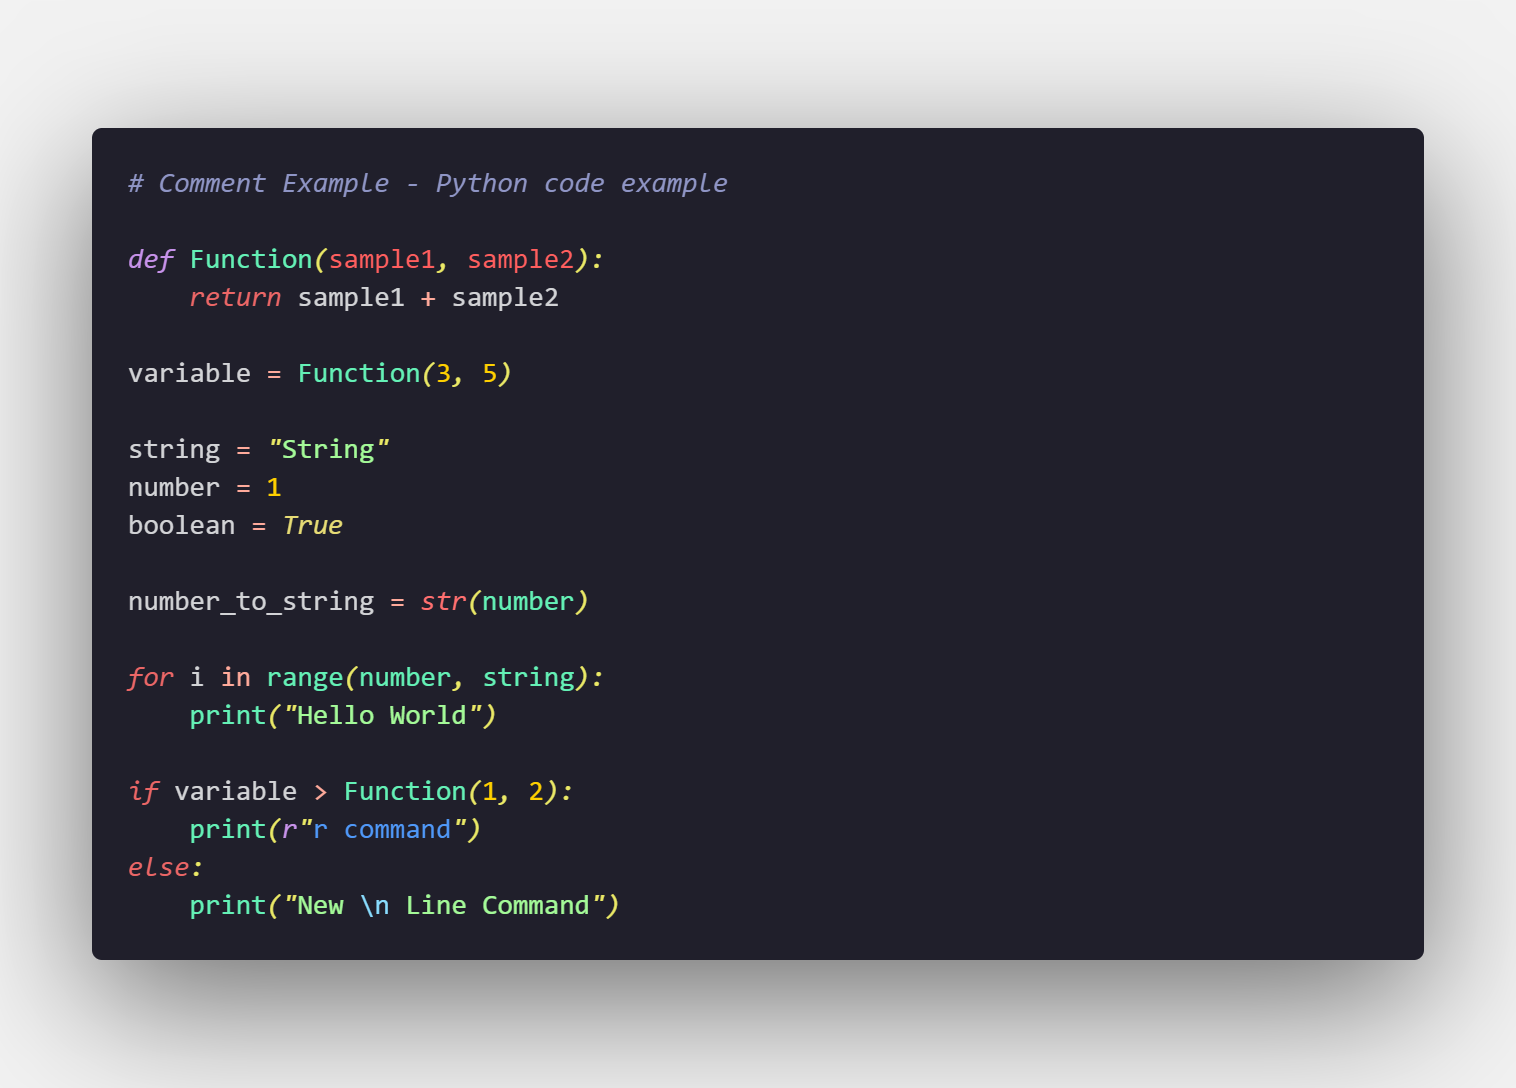 # Comment Example - Python code example
def Function(sample1, sample2):
    return sample1 + sample2
variable = Function(3, 5)
string = "String"
number = 1
boolean = True
number_to_string = str(number)
for i in range(number, string):
    print("Hello World")
if variable > Function(1, 2):
    print(r"r command")
else:
    print("New \n Line Command")